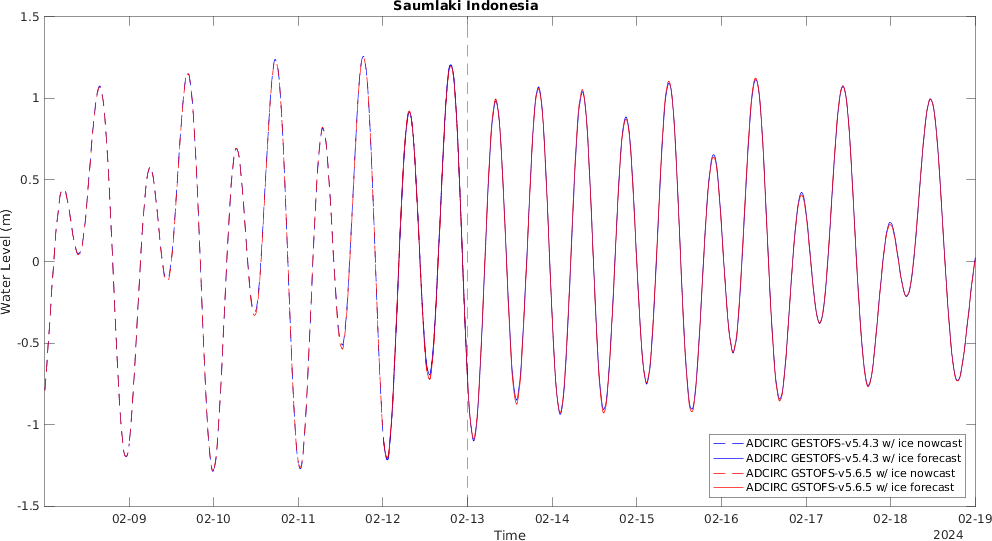 Saumlaki Indonesia
1.5
1
0.5
0
-0.5
-1
-1.5
Water Level (m)
02-09 02-10 02-11 02-12 02-13 02-14 02-15 02-16 02-17 02-18 02-19
Time
2024
ADCIRC GESTOFS-v5.4.3 w/ ice nowcast
ADCIRC GESTOFS-v5.4.3 w/ ice forecast
ADCIRC GSTOFS-v5.6.5 w/ ice nowcast
ADCIRC GSTOFS-v5.6.5 w/ ice forecast